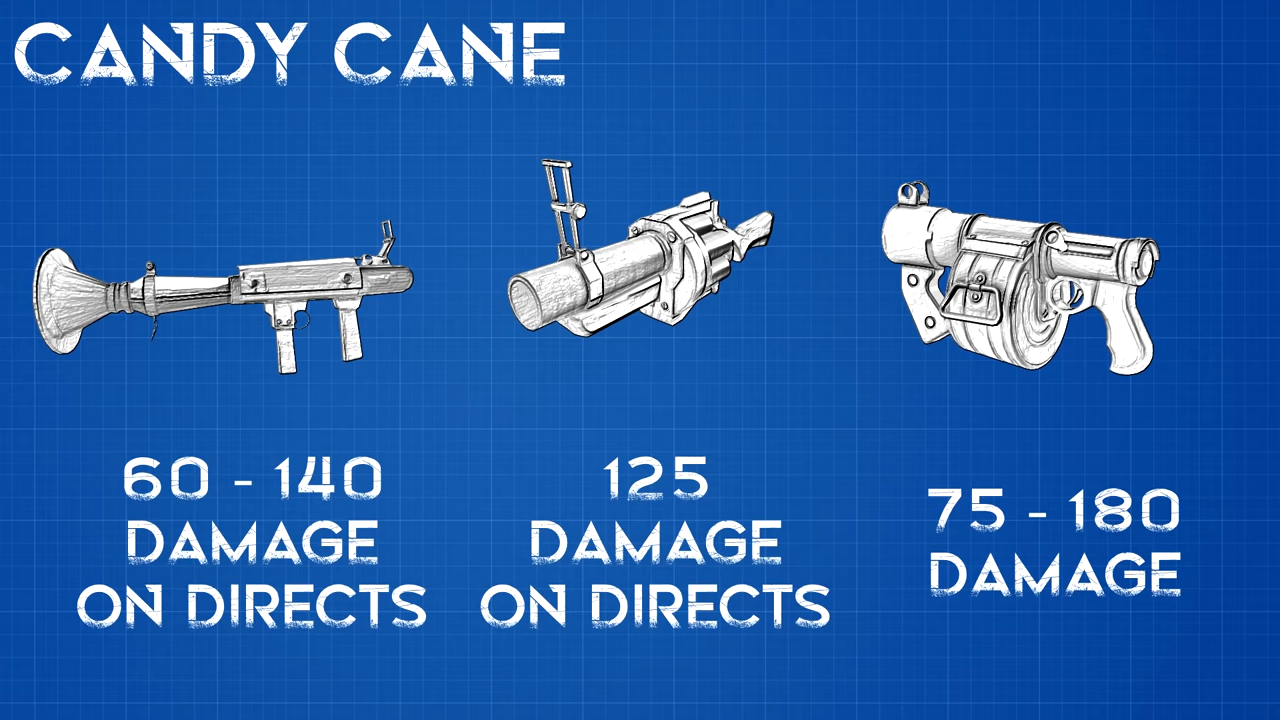 CANDY CANE
60 - 140
DAMAGE
ON DIRECTS
125
DAMAGE
ON DIRECTS
75 - 180
DAMAGE